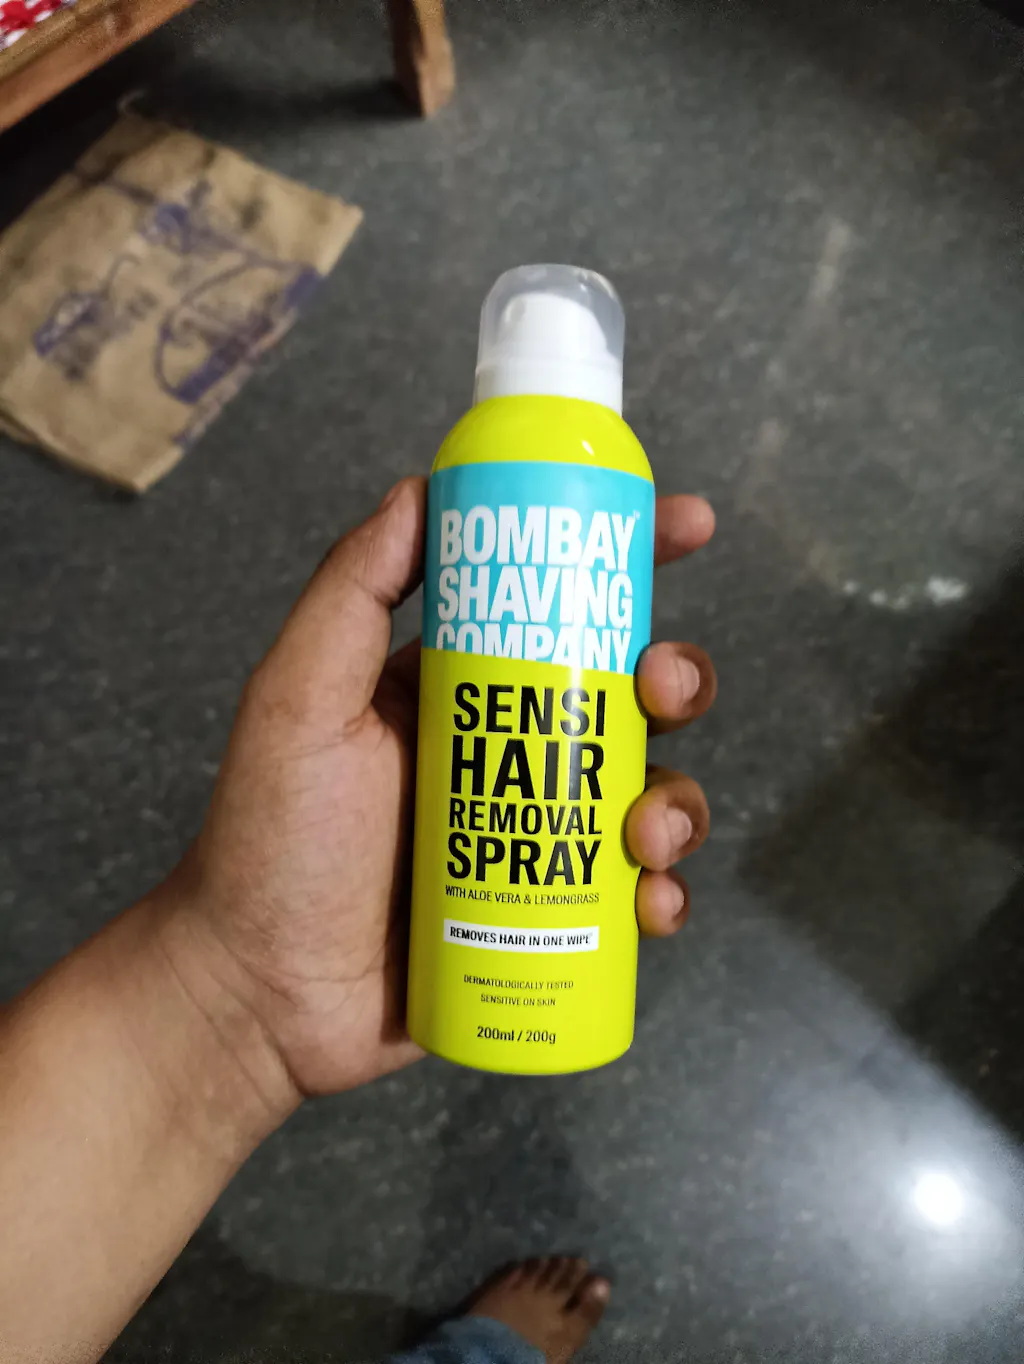 BOMBAY
SHAVING
COMPANY
SENSI
HAIR
REMOVAL
SPRAY
WITH ALOE VERA & LEMONGRASS
REMOVES HAIR IN ONE WIPE*
DERMATOLOGICALLY TESTED
SENSITIVE ON SKIN
200ml / 200g